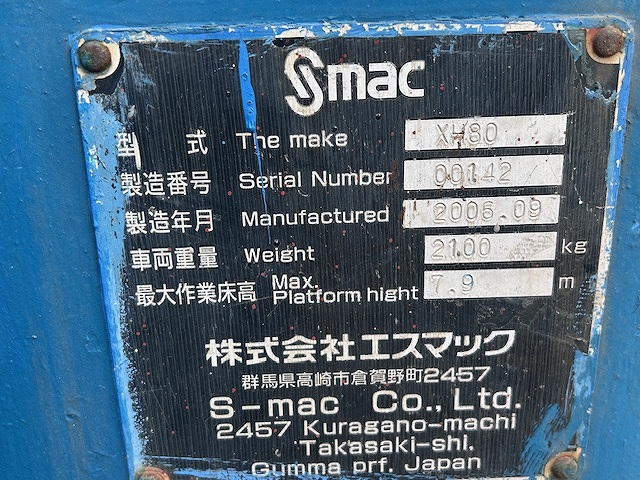 Smac
型式 The make XH80
製造番号 Serial Number 00142
製造年月 Manufactured 2006.09
車両重量 Weight 2100 kg
最大作業床高 Max. Platform hight 7.9 m
株式会社エスマック
群馬県高崎市倉賀野町2457
S-mac Co., Ltd.
2457 Kuragano-machi
Takasaki-shi,
Gumma prf. Japan